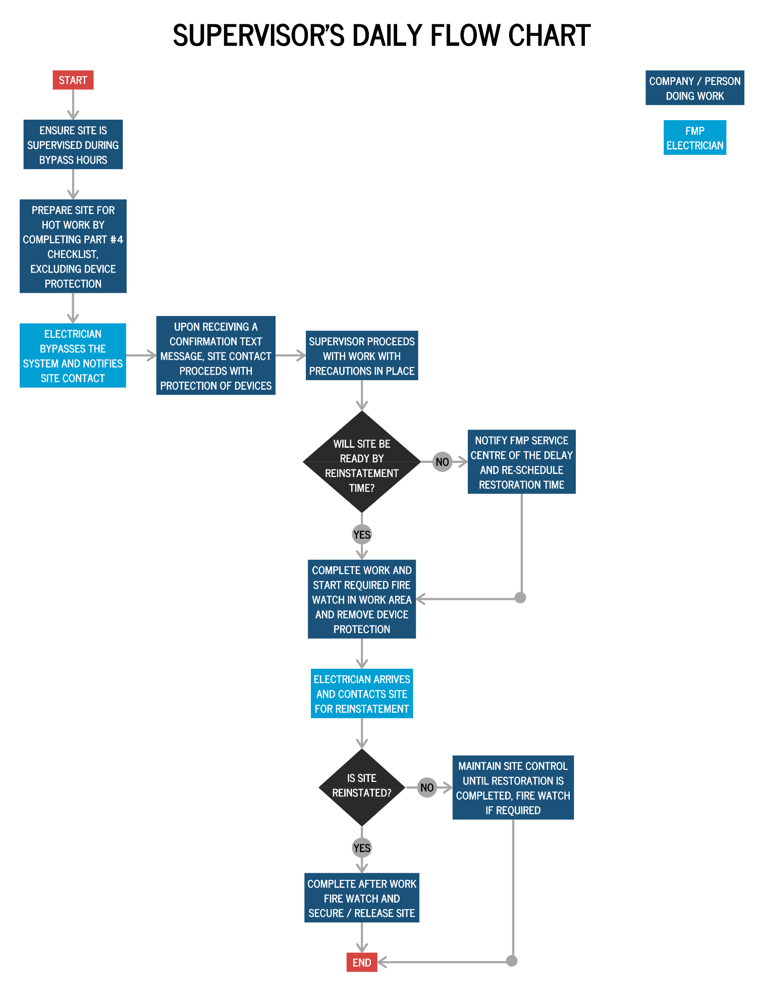 SUPERVISOR'S DAILY FLOW CHART
START
COMPANY / PERSON
DOING WORK
FMP
ELECTRICIAN
ENSURE SITE IS
SUPERVISED DURING
BYPASS HOURS
PREPARE SITE FOR
HOT WORK BY
COMPLETING PART #4
CHECKLIST,
EXCLUDING DEVICE
PROTECTION
ELECTRICIAN
BYPASSES THE
SYSTEM AND NOTIFIES
SITE CONTACT
UPON RECEIVING A
CONFIRMATION TEXT
MESSAGE, SITE CONTACT
PROCEEDS WITH
PROTECTION OF DEVICES
SUPERVISOR PROCEEDS
WITH WORK WITH
PRECAUTIONS IN PLACE
WILL SITE BE
READY BY
REINSTATEMENT
TIME?
NO
NOTIFY FMP SERVICE
CENTRE OF THE DELAY
AND RE-SCHEDULE
RESTORATION TIME
YES
COMPLETE WORK AND
START REQUIRED FIRE
WATCH IN WORK AREA
AND REMOVE DEVICE
PROTECTION
ELECTRICIAN ARRIVES
AND CONTACTS SITE
FOR REINSTATEMENT
IS SITE
REINSTATED?
NO
MAINTAIN SITE CONTROL
UNTIL RESTORATION IS
COMPLETED, FIRE WATCH
IF REQUIRED
YES
COMPLETE AFTER WORK
FIRE WATCH AND
SECURE / RELEASE SITE
END